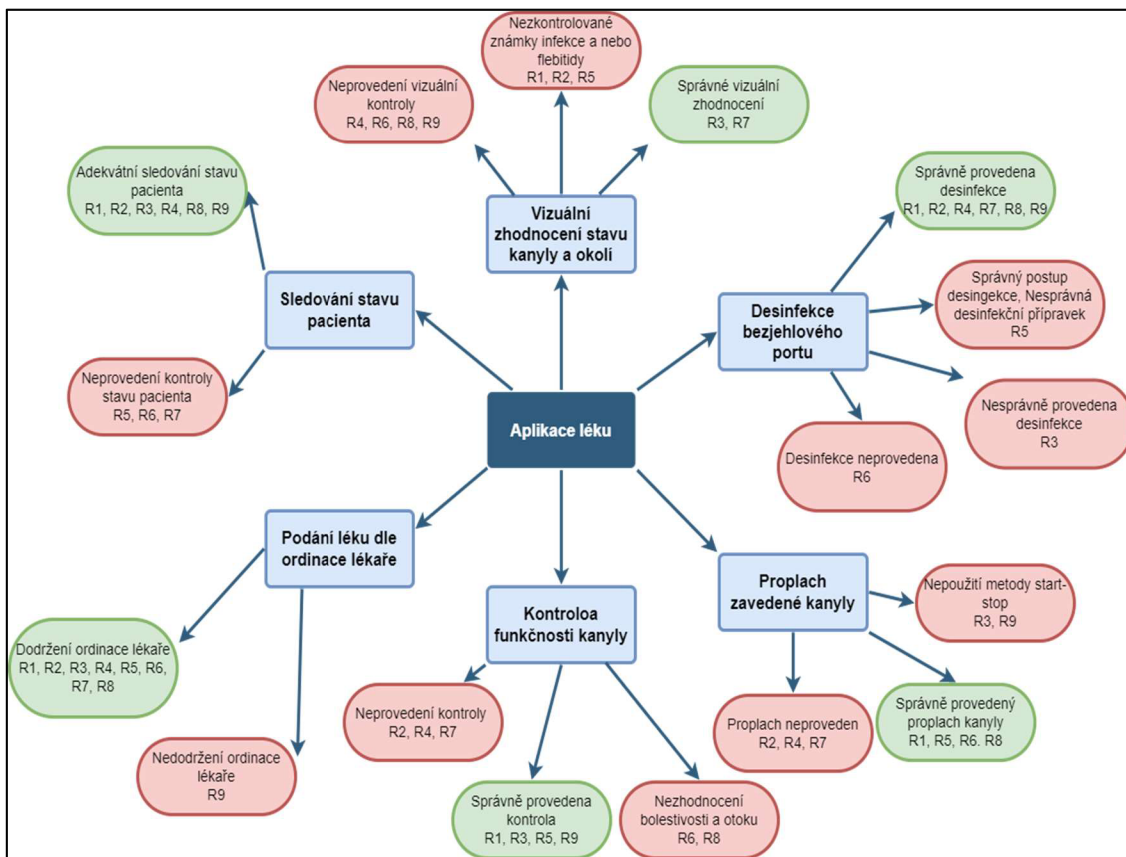 Nezkontrolované
známky infekce a nebo
flebitidy
R1, R2, R5
Neprovedení vizuální
kontroly
R4, R6, R8, R9
Správné vizuální
zhodnocení
R3, R7
Adekvátní sledování stavu
pacienta
R1, R2, R3, R4, R8, R9
Správně provedena
desinfekce
R1, R2, R4, R7, R8, R9
Vizuální
zhodnocení stavu
kanyly a okolí
Sledování stavu
pacienta
Desinfekce
bezjehlového
portu
Správný postup
desingekce, Nesprávná
desinfekční přípravek
R5
Neprovedení kontroly
stavu pacienta
R5, R6, R7
Nesprávně provedena
desinfekce
R3
Aplikace léku
Desinfekce neprovedena
R6
Podání léku dle
ordinace lékaře
Proplach
zavedené kanyly
Nepoužití metody start-
stop
R3, R9
Kontroloa
funkčnosti kanyly
Dodržení ordinace lékaře
R1, R2, R3, R4, R5, R6,
R7, R8
Neprovedení kontroly
R2, R4, R7
Proplach neproveden
R2, R4, R7
Správně provedený
proplach kanyly
R1, R5, R6. R8
Nedodržení ordinace
lékaře
R9
Správně provedena
kontrola
R1, R3, R5, R9
Nezhodnocení
bolestivosti a otoku
R6, R8